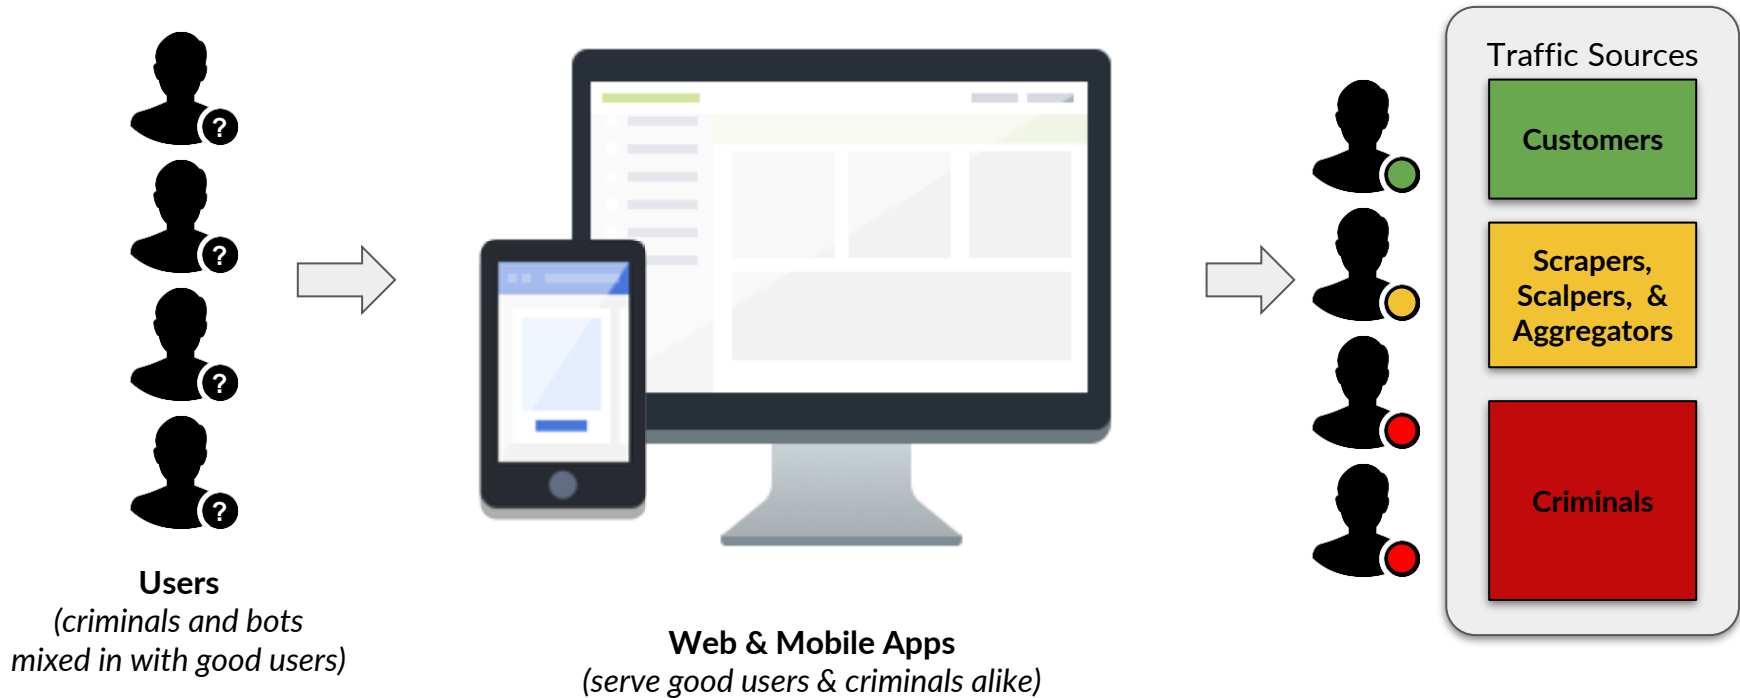 ?
?
?
?
Users
(criminals and bots
mixed in with good users)
Web & Mobile Apps
(serve good users & criminals alike)
Traffic Sources
Customers
Scrapers,
Scalpers, &
Aggregators
Criminals